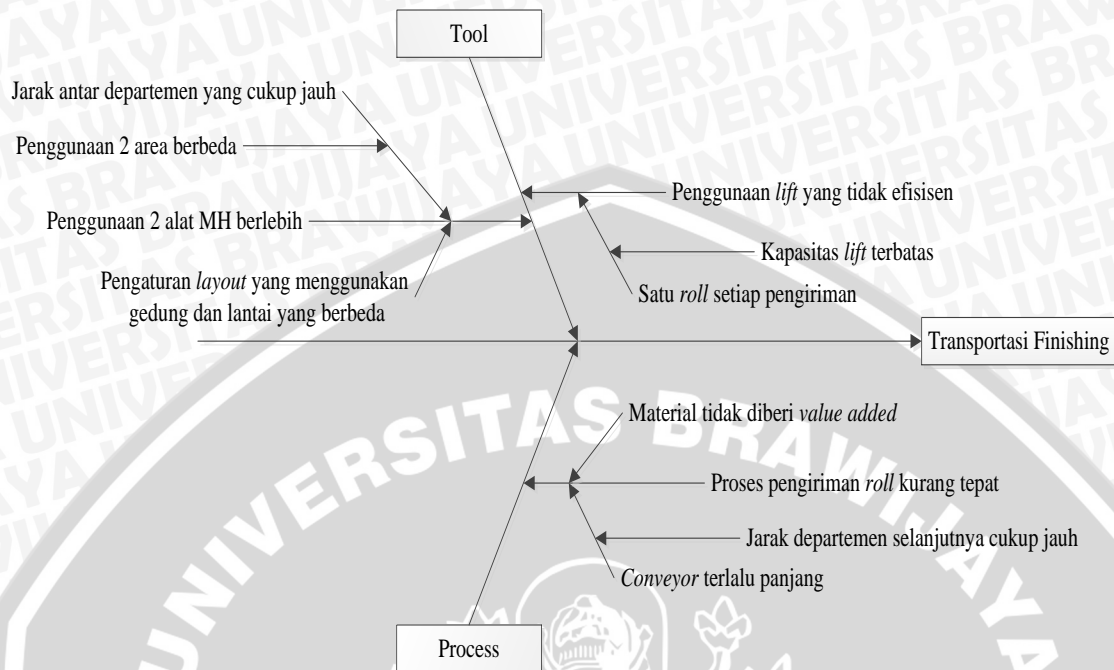 Tool
Jarak antar departemen yang cukup jauh
Penggunaan 2 area berbeda
Penggunaan lift yang tidak efisisen
Penggunaan 2 alat MH berlebih
Kapasitas lift terbatas
Pengaturan layout yang menggunakan
gedung dan lantai yang berbeda
Satu roll setiap pengiriman
Transportasi Finishing
Material tidak diberi value added
Proses pengiriman roll kurang tepat
Jarak departemen selanjutnya cukup jauh
Conveyor terlalu panjang
Process
UNIVERSITAS BRAWIJAYA